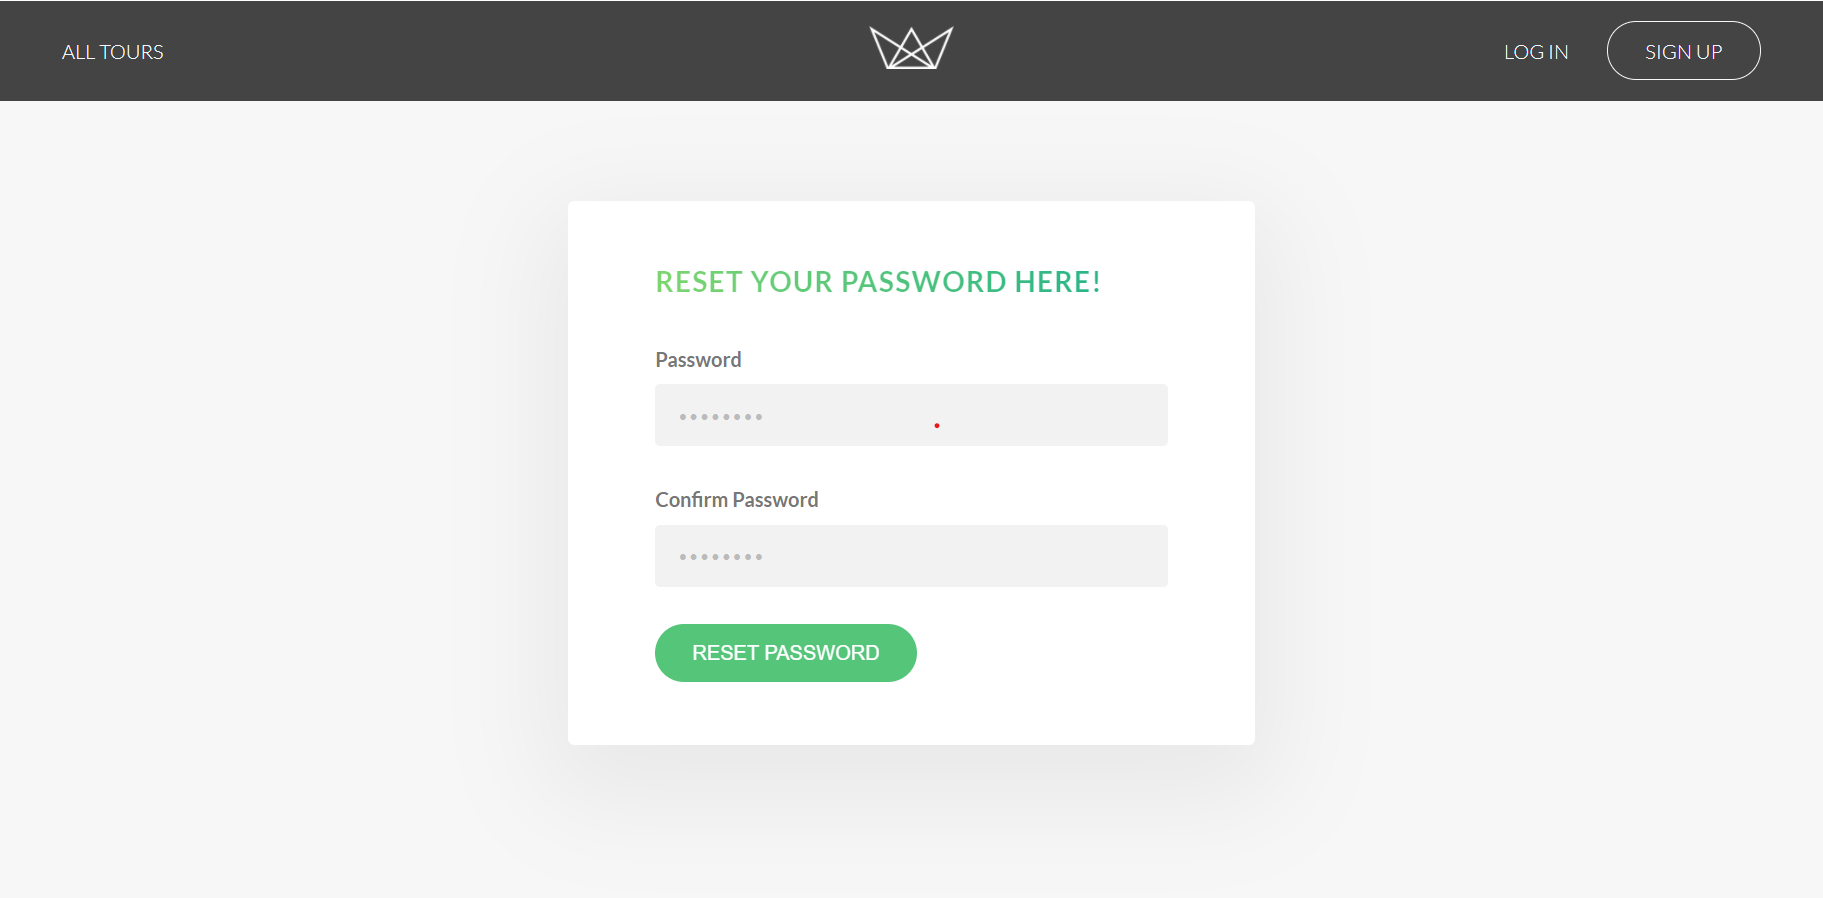 ALL TOURS
LOG IN
SIGN UP
RESET YOUR PASSWORD HERE!
Password
••••••••
Confirm Password
••••••••
RESET PASSWORD